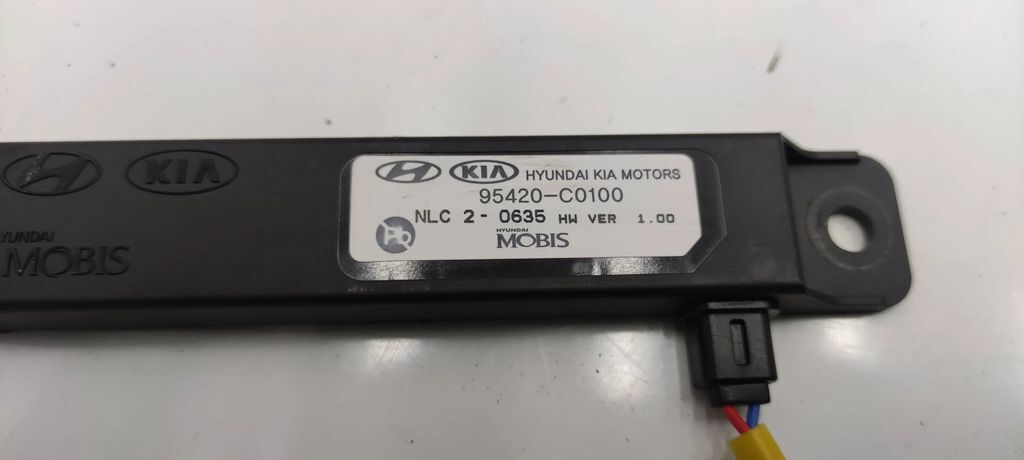 KIA
HYUNDAI
MOBIS
KIA HYUNDAI KIA MOTORS
95420-C0100
Pb NLC 2 - 0635 HW VER 1.00
HYUNDAI
MOBIS